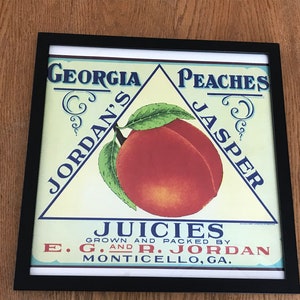 GEORGIA PEACHES
JORDAN'S
JASPER
JUICIES
GROWN AND PACKED BY
E. G. AND R. JORDAN
MONTICELLO, GA.